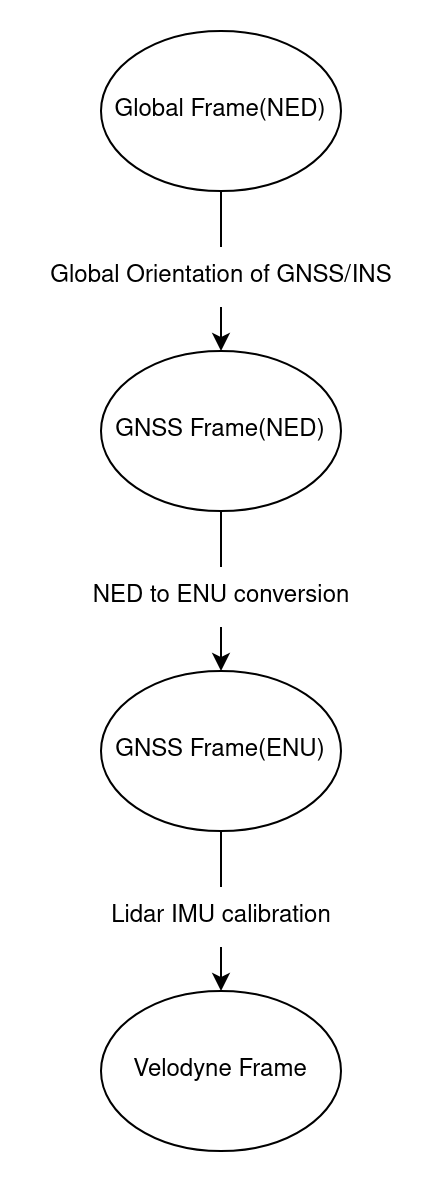 Global Frame(NED)
Global Orientation of GNSS/INS
GNSS Frame(NED)
NED to ENU conversion
GNSS Frame(ENU)
Lidar IMU calibration
Velodyne Frame